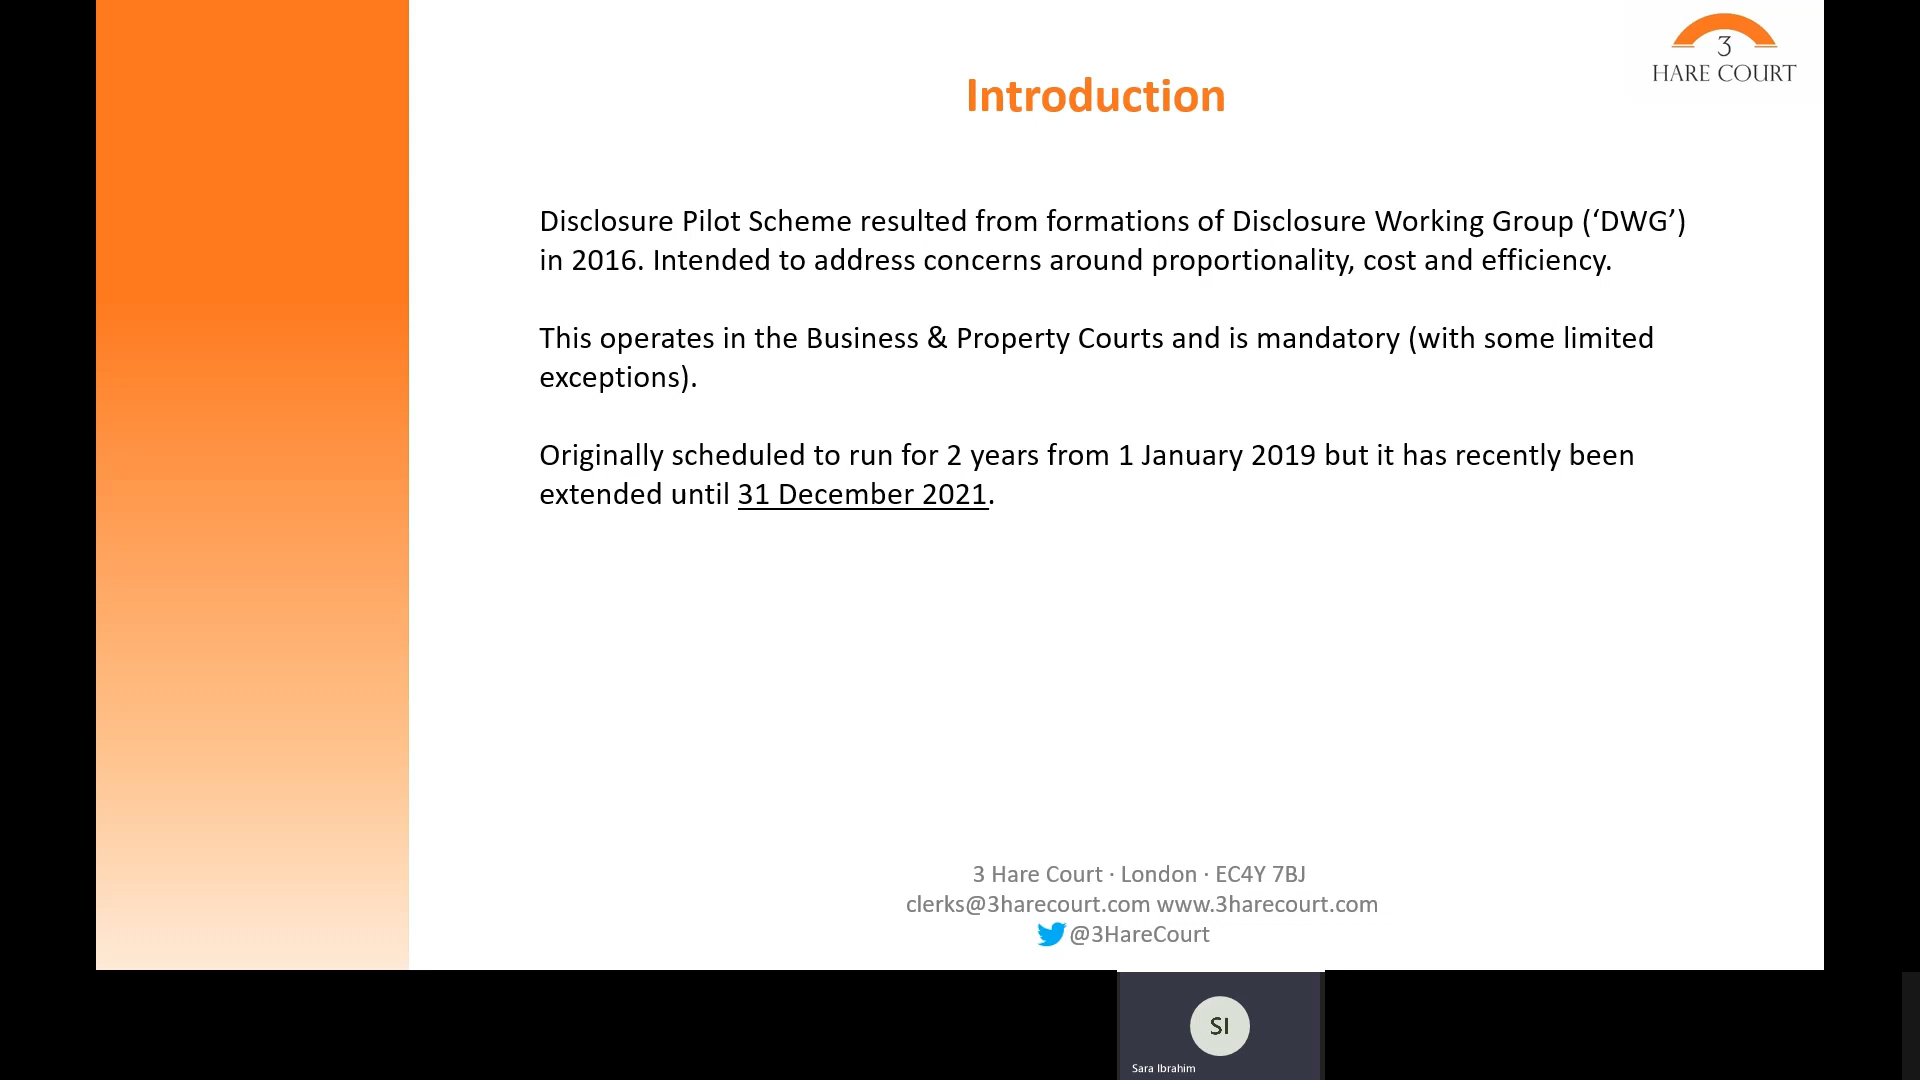 3
HARE COURT
Introduction
Disclosure Pilot Scheme resulted from formations of Disclosure Working Group (‘DWG’)
in 2016. Intended to address concerns around proportionality, cost and efficiency.
This operates in the Business & Property Courts and is mandatory (with some limited
exceptions).
Originally scheduled to run for 2 years from 1 January 2019 but it has recently been
extended until 31 December 2021.
3 Hare Court · London · EC4Y 7BJ
clerks@3harecourt.com www.3harecourt.com
@3HareCourt
SI
Sara Ibrahim